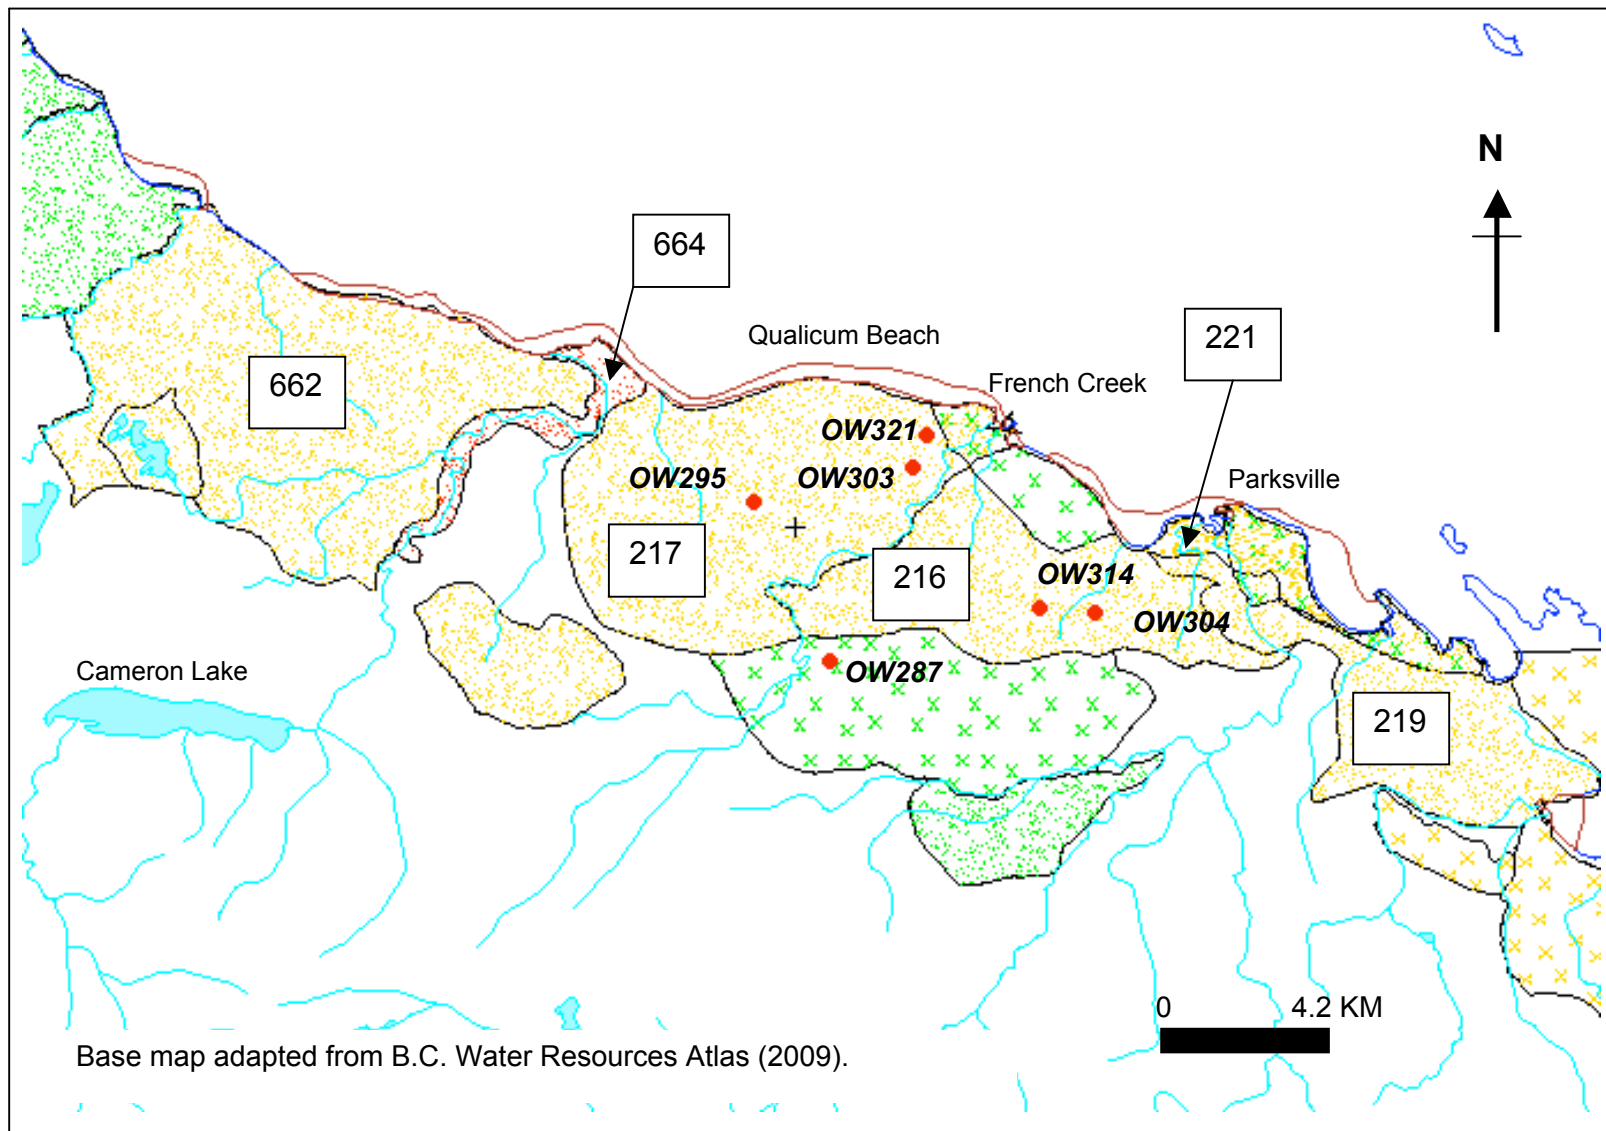 N
664
Qualicum Beach
221
662
French Creek
OW321
OW295
OW303
Parksville
217
216
OW314
OW304
Cameron Lake
OW287
219
0 4.2 KM
Base map adapted from B.C. Water Resources Atlas (2009).